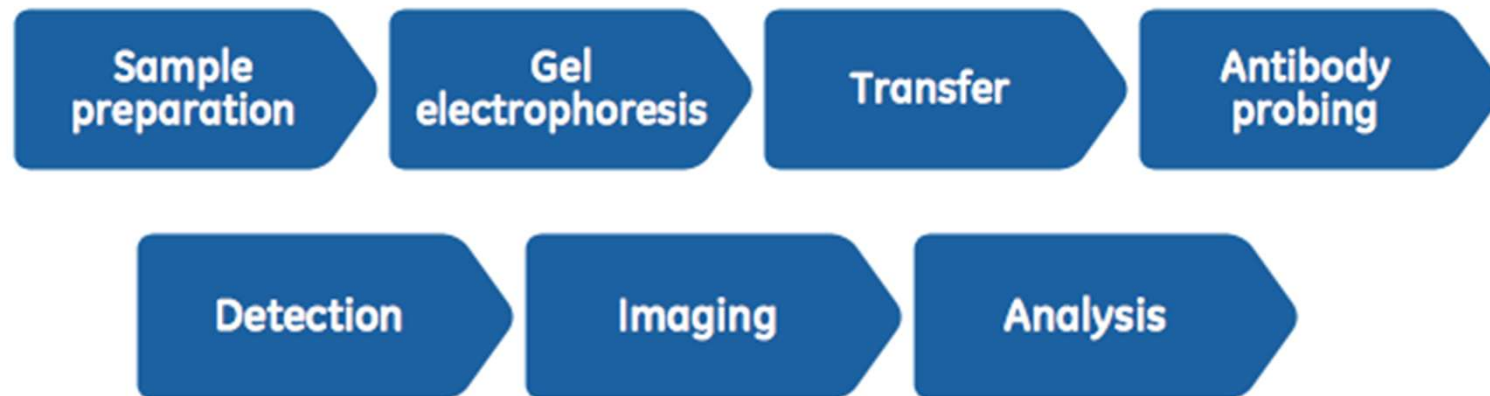 Sample
preparation
Gel
electrophoresis
Transfer
Antibody
probing
Detection
Imaging
Analysis